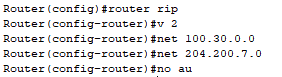 Router(config)#router rip
Router(config-router)#v 2
Router(config-router)#net 100.30.0.0
Router(config-router)#net 204.200.7.0
Router(config-router)#no au